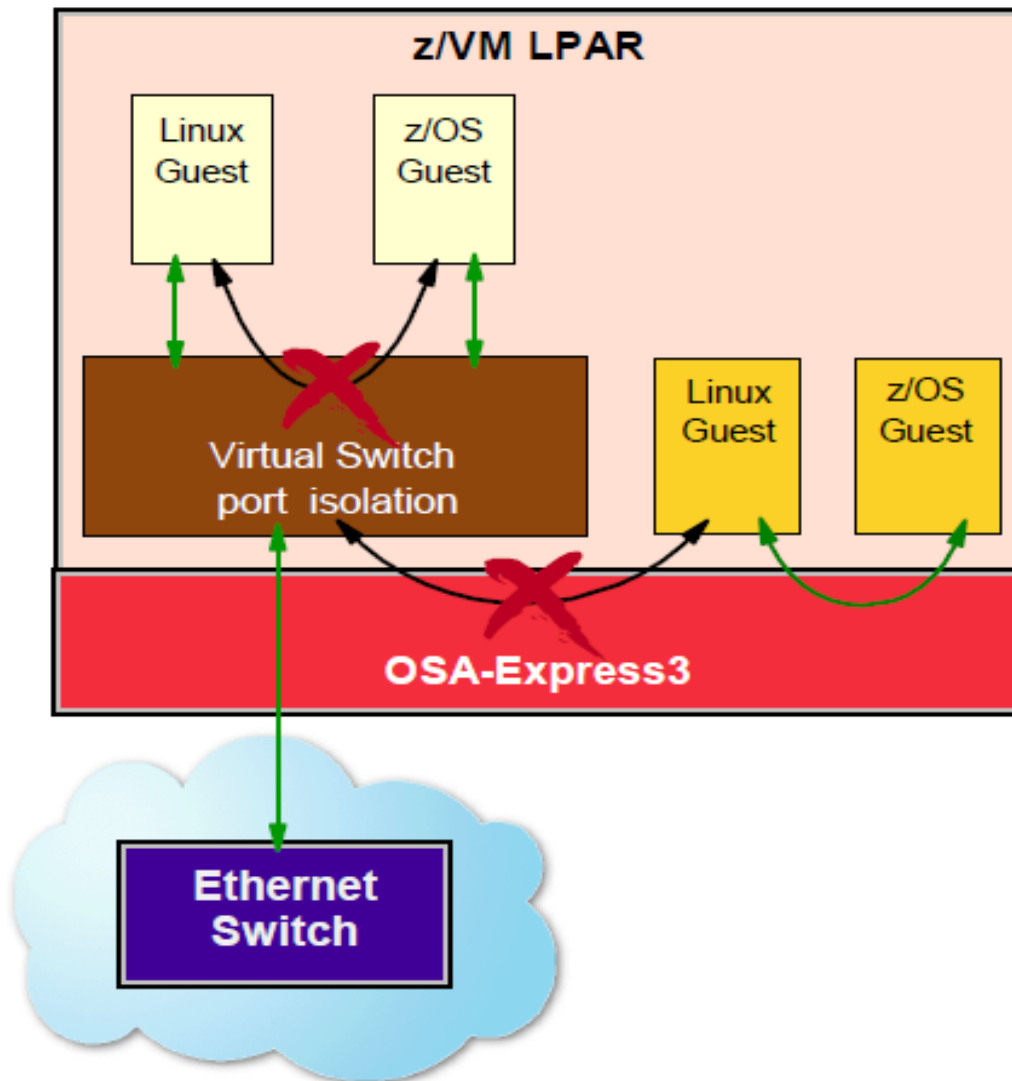 z/VM LPAR
Linux
Guest
z/OS
Guest
Virtual Switch
port isolation
Linux
Guest
z/OS
Guest
OSA-Express3
Ethernet
Switch